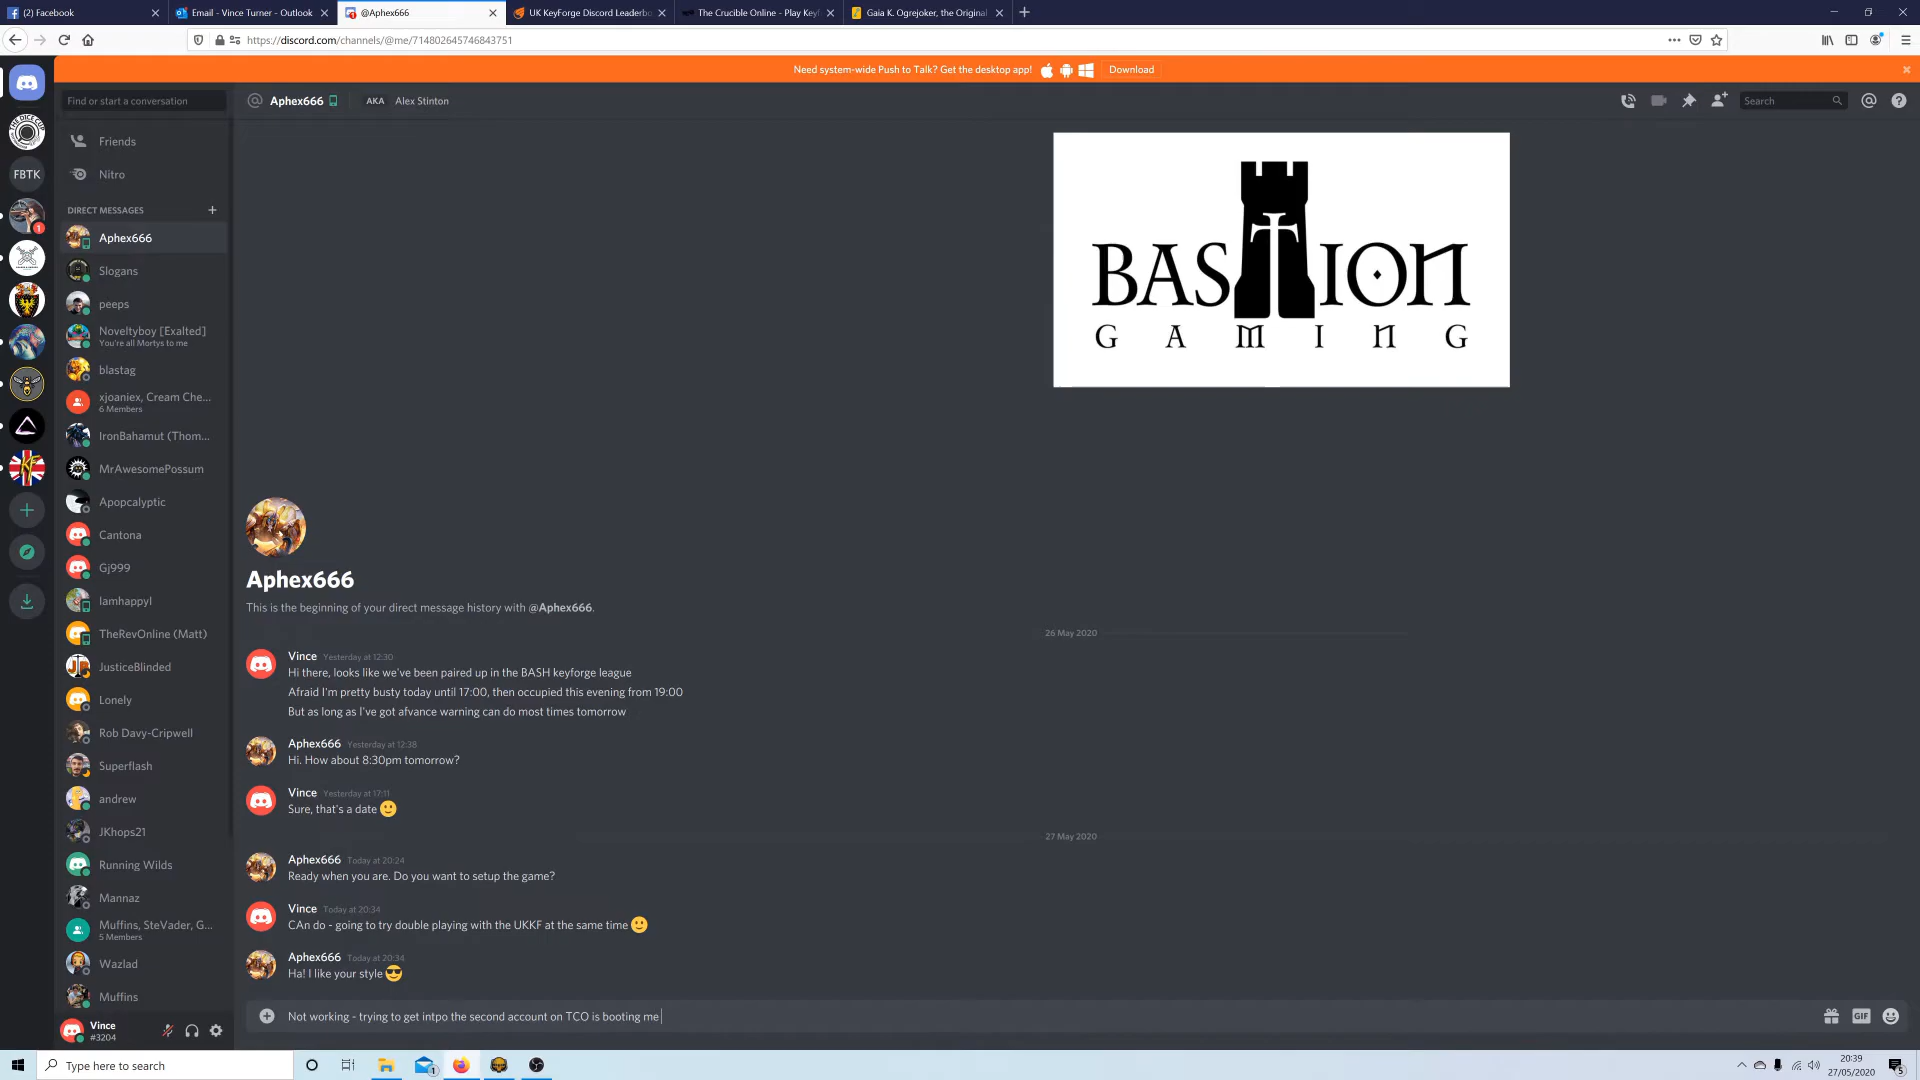 (2) Facebook
Email - Vince Turner - Outlook
@Aphex666
UK KeyForge Discord Leaderbo
The Crucible Online - Play Keyf
Gaia K. Ogrejoker, the Original
https://discord.com/channels/@me/714802645746843751
Need system-wide Push to Talk? Get the desktop app!
Download
Find or start a conversation
Aphex666
AKA
Alex Stinton
Search
THE DICE CUP
FBTK
1
KF
Friends
Nitro
DIRECT MESSAGES
Aphex666
Slogans
peeps
Noveltyboy [Exalted]
You're all Mortys to me
blastag
xjoaniex, Cream Che...
6 Members
IronBahamut (Thom...
MrAwesomePossum
Apopcalyptic
Cantona
Gj999
Iamhappyl
TheRevOnline (Matt)
JusticeBlinded
Lonely
Rob Davy-Cripwell
Superflash
andrew
JKhops21
Running Wilds
Mannaz
Muffins, SteVader, G...
5 Members
Wazlad
Muffins
Vince
#3204
BASTION
GAMING
Aphex666
This is the beginning of your direct message history with @Aphex666.
26 May 2020
Vince Yesterday at 12:30
Hi there, looks like we've been paired up in the BASH keyforge league
Afraid I'm pretty busty today until 17:00, then occupied this evening from 19:00
But as long as I've got afvance warning can do most times tomorrow
Aphex666 Yesterday at 12:38
Hi. How about 8:30pm tomorrow?
Vince Yesterday at 17:11
Sure, that's a date
27 May 2020
Aphex666 Today at 20:24
Ready when you are. Do you want to setup the game?
Vince Today at 20:34
CAn do - going to try double playing with the UKKF at the same time
Aphex666 Today at 20:34
Ha! I like your style
Not working - trying to get intpo the second account on TCO is booting me
GIF
Type here to search
1
20:39
27/05/2020
5